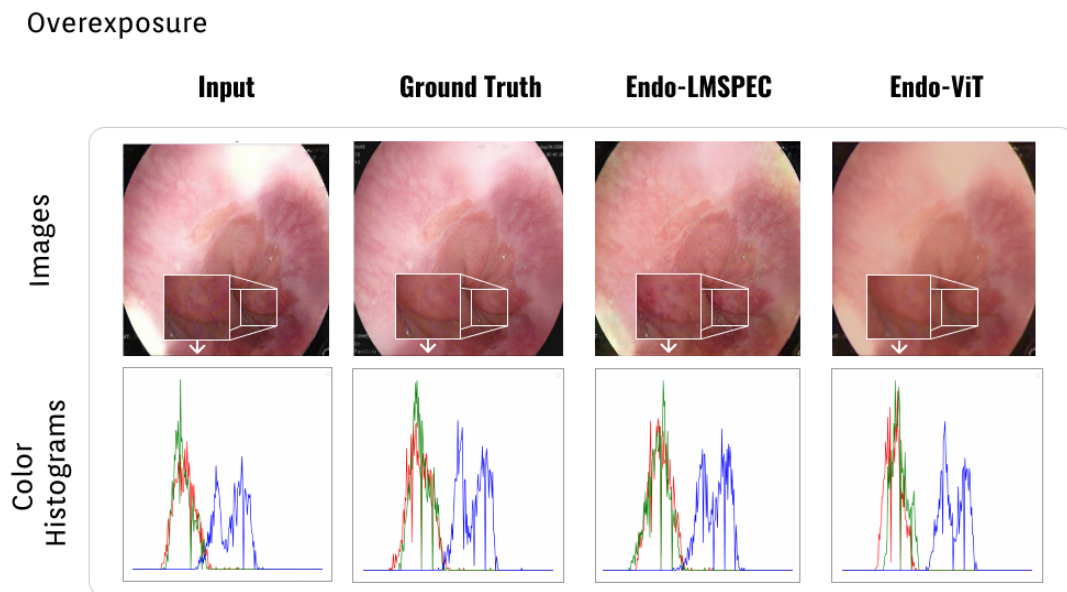 Overexposure
Input
Ground Truth
Endo-LMSPEC
Endo-ViT
Images
Color
Histograms